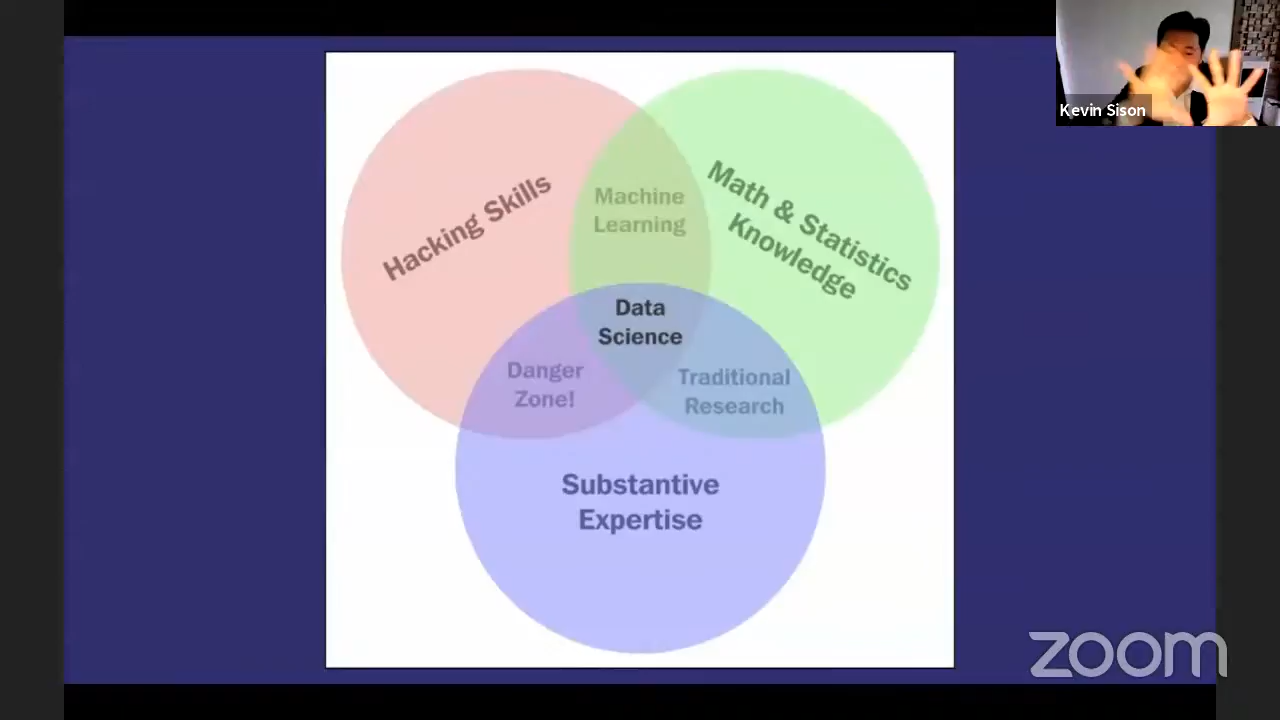 Kevin Sison
Hacking Skills
Machine
Learning
Math & Statistics
Knowledge
Data
Science
Danger
Zone!
Traditional
Research
Substantive
Expertise
zoom